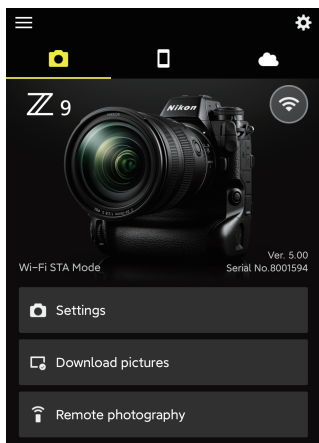 Z 9
Nikon
Ver. 5.00
Wi-Fi STA Mode
Serial No.8001594
Settings
Download pictures
Remote photography